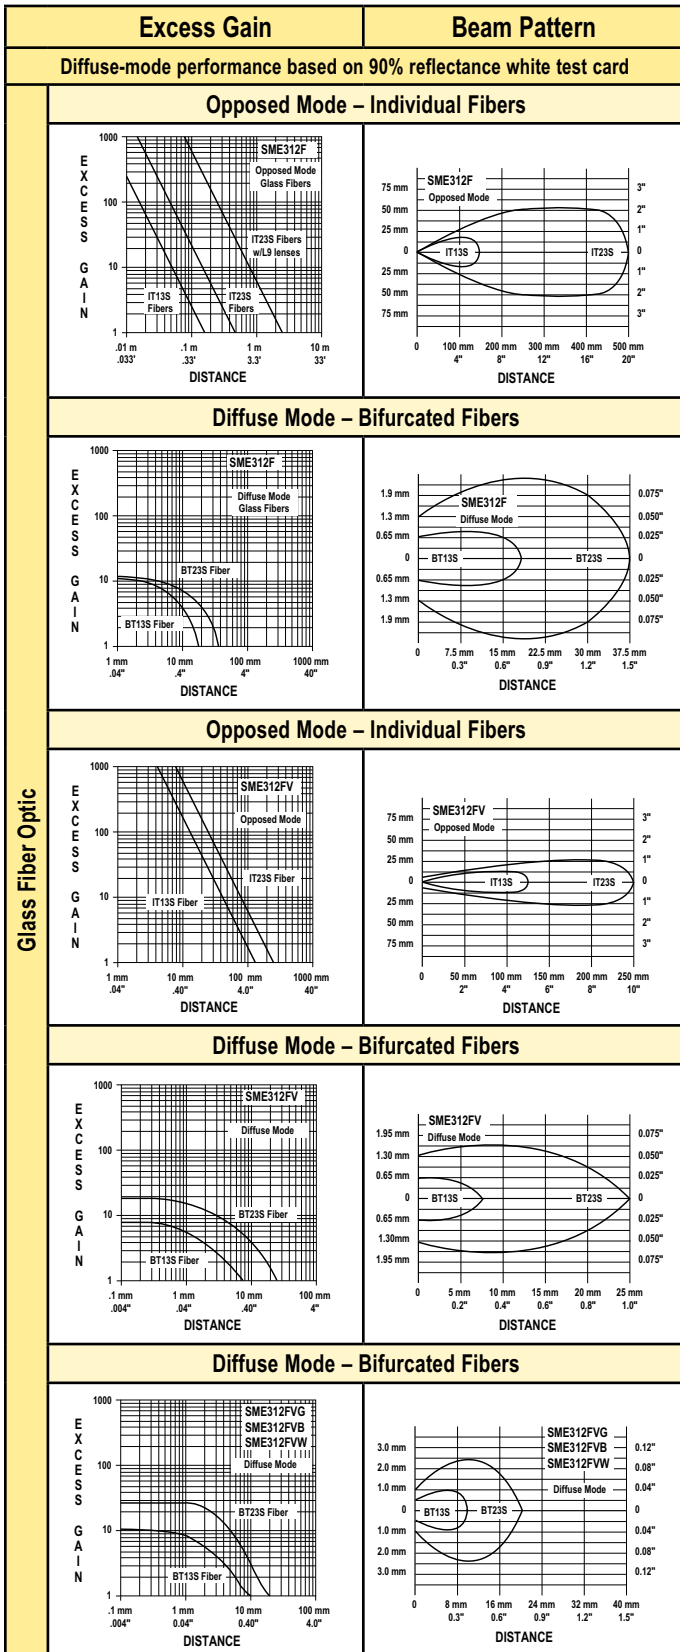 Excess Gain
Beam Pattern
Diffuse-mode performance based on 90% reflectance white test card
Glass Fiber Optic
Opposed Mode – Individual Fibers
EXCESS GAIN
1000
100
10
1
SME312F
Opposed Mode
Glass Fibers
IT23S Fibers
w/L9 lenses
IT13S
Fibers
IT23S
Fibers
.01 m .1 m 1 m 10 m
.033' .33' 3.3' 33'
DISTANCE
SME312F
Opposed Mode
75 mm 3"
50 mm 2"
25 mm 1"
0 IT13S IT23S 0
25 mm 1"
50 mm 2"
75 mm 3"
0 100 mm 200 mm 300 mm 400 mm 500 mm
4" 8" 12" 16" 20"
DISTANCE
Diffuse Mode – Bifurcated Fibers
EXCESS GAIN
1000
100
10
1
SME312F
Diffuse Mode
Glass Fibers
BT23S Fiber
BT13S Fiber
1 mm 10 mm 100 mm 1000 mm
.04" .4" 4" 40"
DISTANCE
1.9 mm 0.075"
SME312F
1.3 mm 0.050"
Diffuse Mode
0.65 mm 0.025"
0 BT13S BT23S 0
0.65 mm 0.025"
1.3 mm 0.050"
1.9 mm 0.075"
0 7.5 mm 15 mm 22.5 mm 30 mm 37.5 mm
0.3" 0.6" 0.9" 1.2" 1.5"
DISTANCE
Opposed Mode – Individual Fibers
EXCESS GAIN
1000
100
10
1
SME312FV
Opposed Mode
IT23S Fiber
IT13S Fiber
1 mm 10 mm 100 mm 1000 mm
.04" .40" 4.0" 40"
DISTANCE
SME312FV
75 mm 3"
Opposed Mode
50 mm 2"
25 mm 1"
0 IT13S IT23S 0
25 mm 1"
50 mm 2"
75 mm 3"
0 50 mm 100 mm 150 mm 200 mm 250 mm
2" 4" 6" 8" 10"
DISTANCE
Diffuse Mode – Bifurcated Fibers
EXCESS GAIN
1000
100
10
1
SME312FV
Diffuse Mode
BT23S Fiber
BT13S Fiber
.1 mm 1 mm 10 mm 100 mm
.004" .04" .40" 4"
DISTANCE
SME312FV
1.95 mm Diffuse Mode 0.075"
1.30 mm 0.050"
0.65 mm 0.025"
0 BT13S BT23S 0
0.65 mm 0.025"
1.30mm 0.050"
1.95 mm 0.075"
0 5 mm 10 mm 15 mm 20 mm 25 mm
0.2" 0.4" 0.6" 0.8" 1.0"
DISTANCE
Diffuse Mode – Bifurcated Fibers
EXCESS GAIN
1000
100
10
1
SME312FVG
SME312FVB
SME312FVW
Diffuse Mode
BT23S Fiber
BT13S Fiber
.1 mm 1 mm 10 mm 100 mm
.004" 0.04" 0.40" 4.0"
DISTANCE
SME312FVG
3.0 mm SME312FVB 0.12"
2.0 mm SME312FVW 0.08"
1.0 mm Diffuse Mode 0.04"
0 BT13S BT23S 0
1.0 mm 0.04"
2.0 mm 0.08"
3.0 mm 0.12"
0 8 mm 16 mm 24 mm 32 mm 40 mm
0.3" 0.6" 0.9" 1.2" 1.5"
DISTANCE